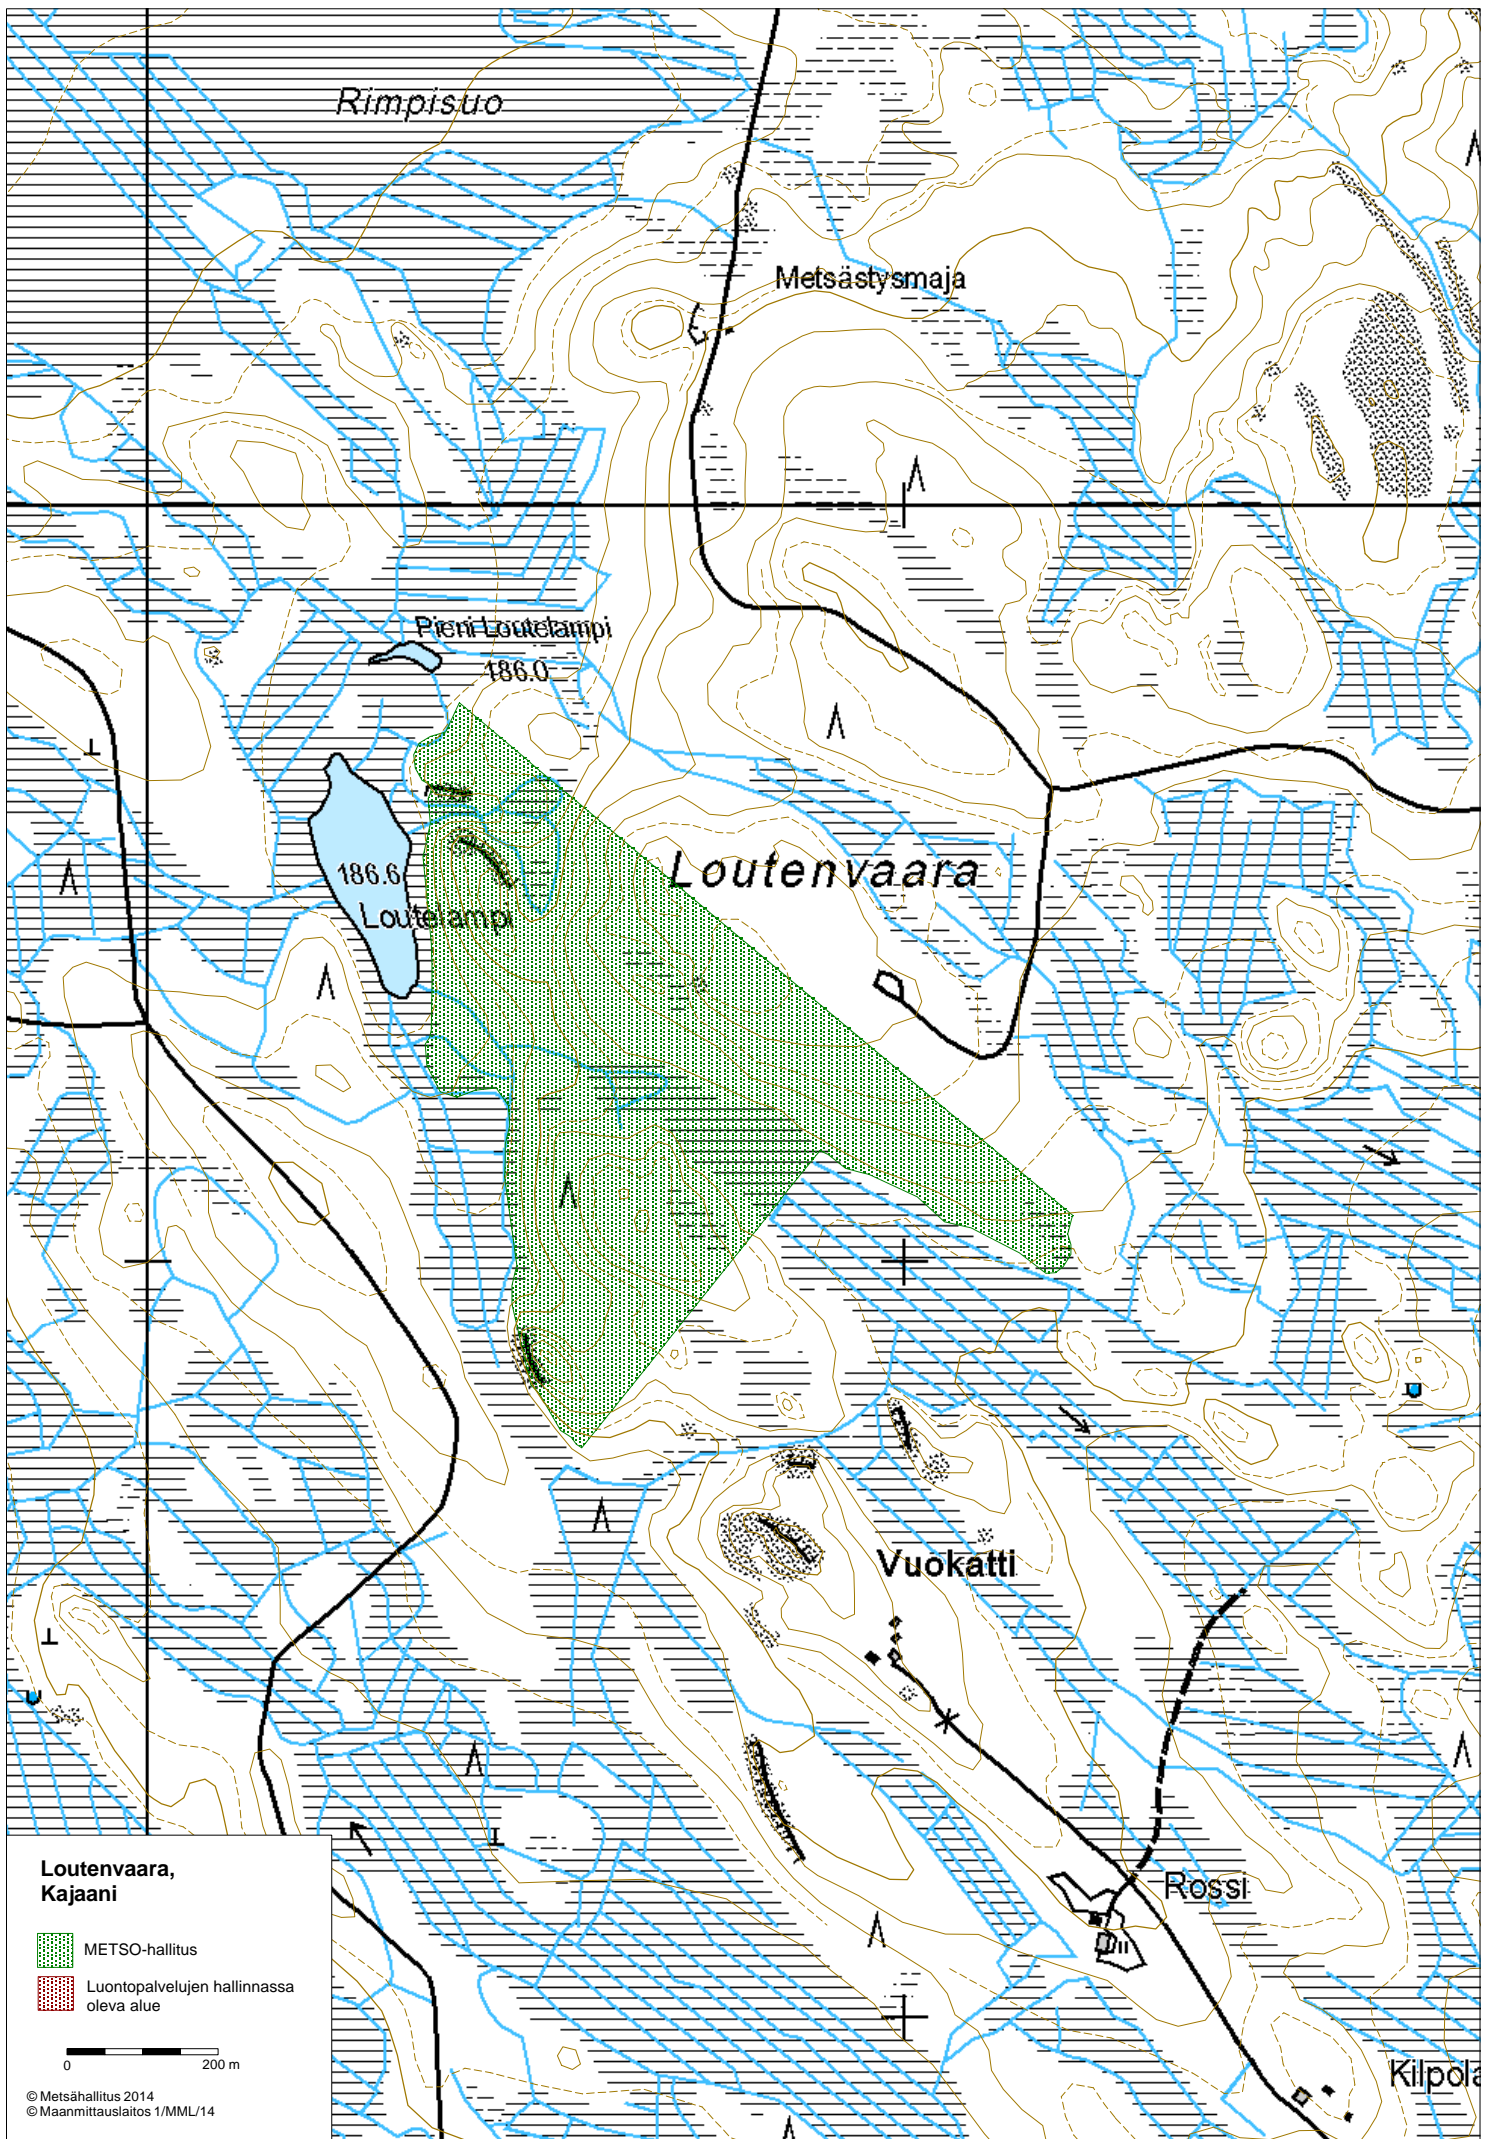 Rimpisuo
Metsästysmaja
Pieni Loutelampi
186.0
Loutenvaara
186.6
Loutelampi
Vuokatti
Rossi
Kilpola
Loutenvaara,
Kajaani
METSO-hallitus
Luontopalvelujen hallinnassa
oleva alue
0 200 m
© Metsähallitus 2014
© Maanmittauslaitos 1/MML/14